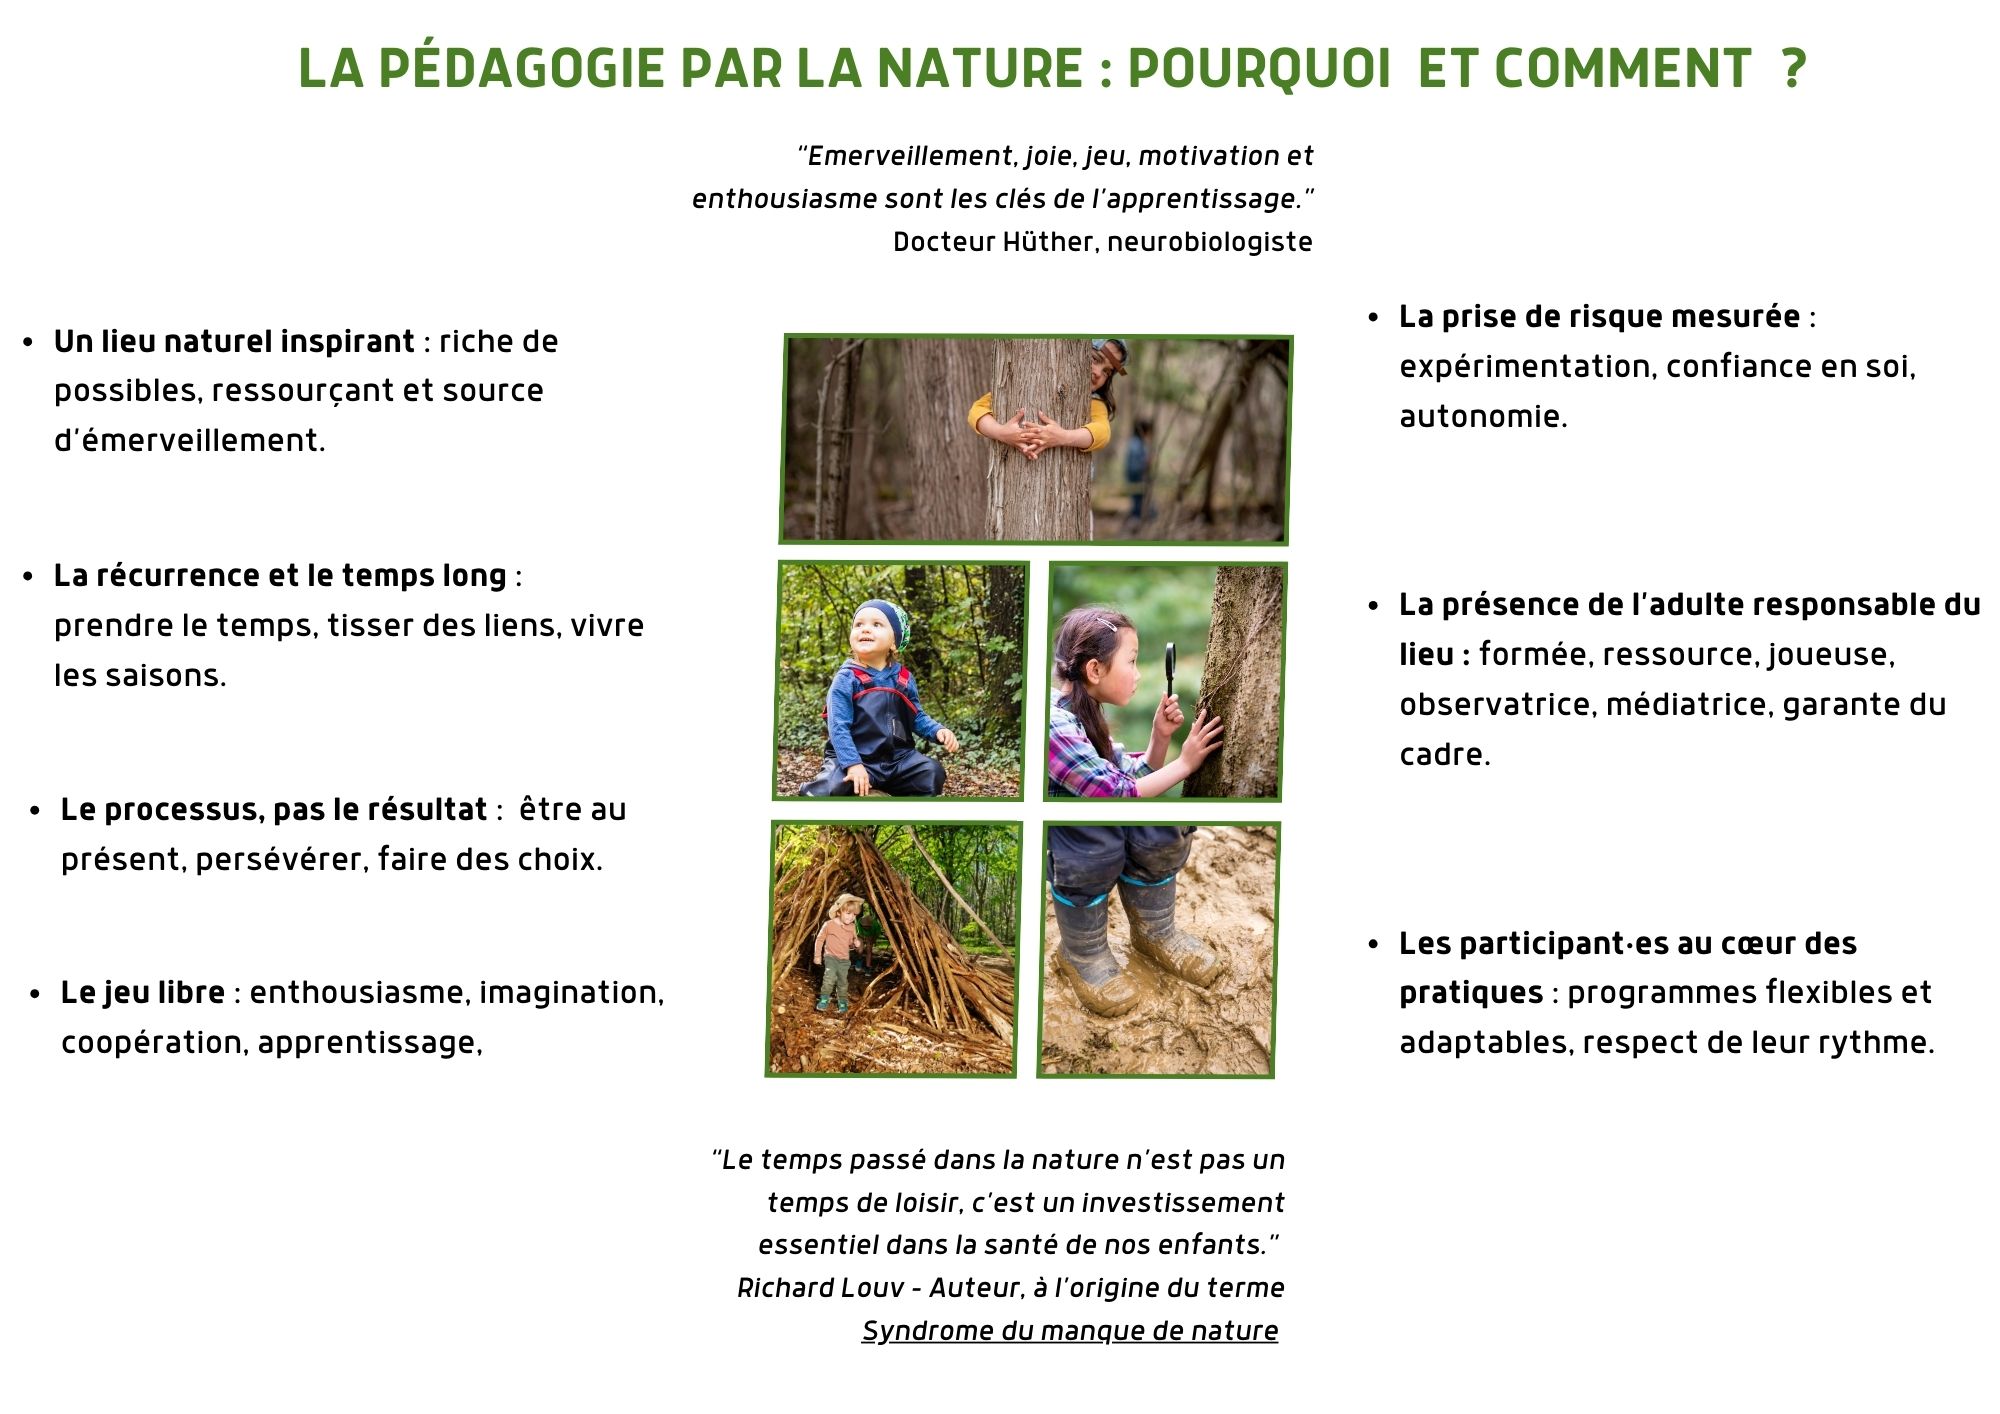 LA PÉDAGOGIE PAR LA NATURE : POURQUOI ET COMMENT ?
"Emerveillement, joie, jeu, motivation et
enthousiasme sont les clés de l'apprentissage."
Docteur Hüther, neurobiologiste
• Un lieu naturel inspirant : riche de
possibles, ressourçant et source
d'émerveillement.
• La récurrence et le temps long :
prendre le temps, tisser des liens, vivre
les saisons.
• Le processus, pas le résultat : être au
présent, persévérer, faire des choix.
• Le jeu libre : enthousiasme, imagination,
coopération, apprentissage,
• La prise de risque mesurée :
expérimentation, confiance en soi,
autonomie.
• La présence de l'adulte responsable du
lieu : formée, ressource, joueuse,
observatrice, médiatrice, garante du
cadre.
• Les participant·es au cœur des
pratiques : programmes flexibles et
adaptables, respect de leur rythme.
"Le temps passé dans la nature n'est pas un
temps de loisir, c'est un investissement
essentiel dans la santé de nos enfants."
Richard Louv - Auteur, à l'origine du terme
Syndrome du manque de nature